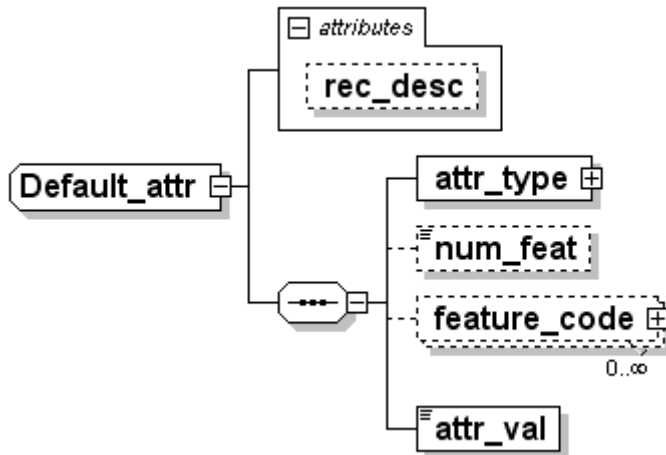 attributes
rec_desc
Default_attr
attr_type
num_feat
feature_code
0..∞
attr_val